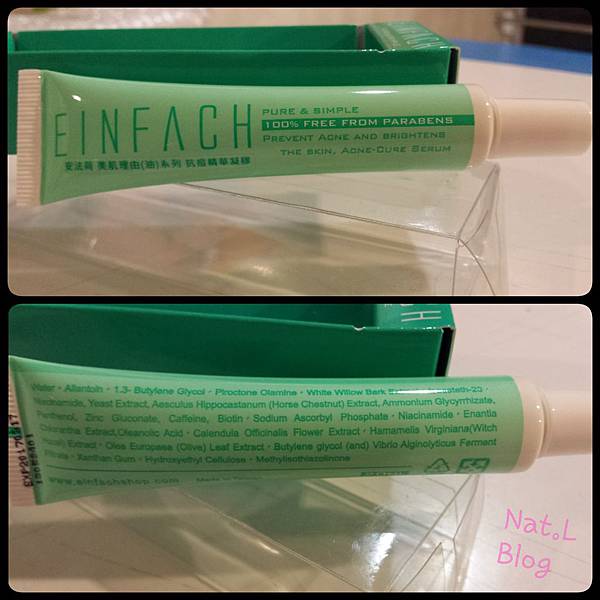 EINFACH
PURE & SIMPLE
100% FREE FROM PARABENS
PREVENT ACNE AND BRIGHTENS
THE SKIN, ACNE-CURE SERUM
安法荷 美肌理由(油)系列 抗痘精華凝膠
Water・Allantoin・1.3- Butylene Glycol・Piroctone Olamine・White Willow Bark
Niacinamide, Yeast Extract, Aesculus Hippocastanum (Horse Chestnut) Extract, Ammonium Glycyrrhizate,
Panthenol, Zinc Gluconate, Caffeine, Biotin・Sodium Ascorbyl Phosphate・Niacinamide・Enantia
Chlorantha Extract,Oleanolic Acid・Calendula Officinalis Flower Extract・Hamamelis Virginiana(Witch
Hazel) Extract・Olea Europaea (Olive) Leaf Extract・Butylene glycol (and) Vibrio Alginolyticus Ferment
Filtrate・Xanthan Gum・Hydroxyethyl Cellulose・Methylisothiazolinone
www.einfachshop.com
Made in
Nat.L
Blog